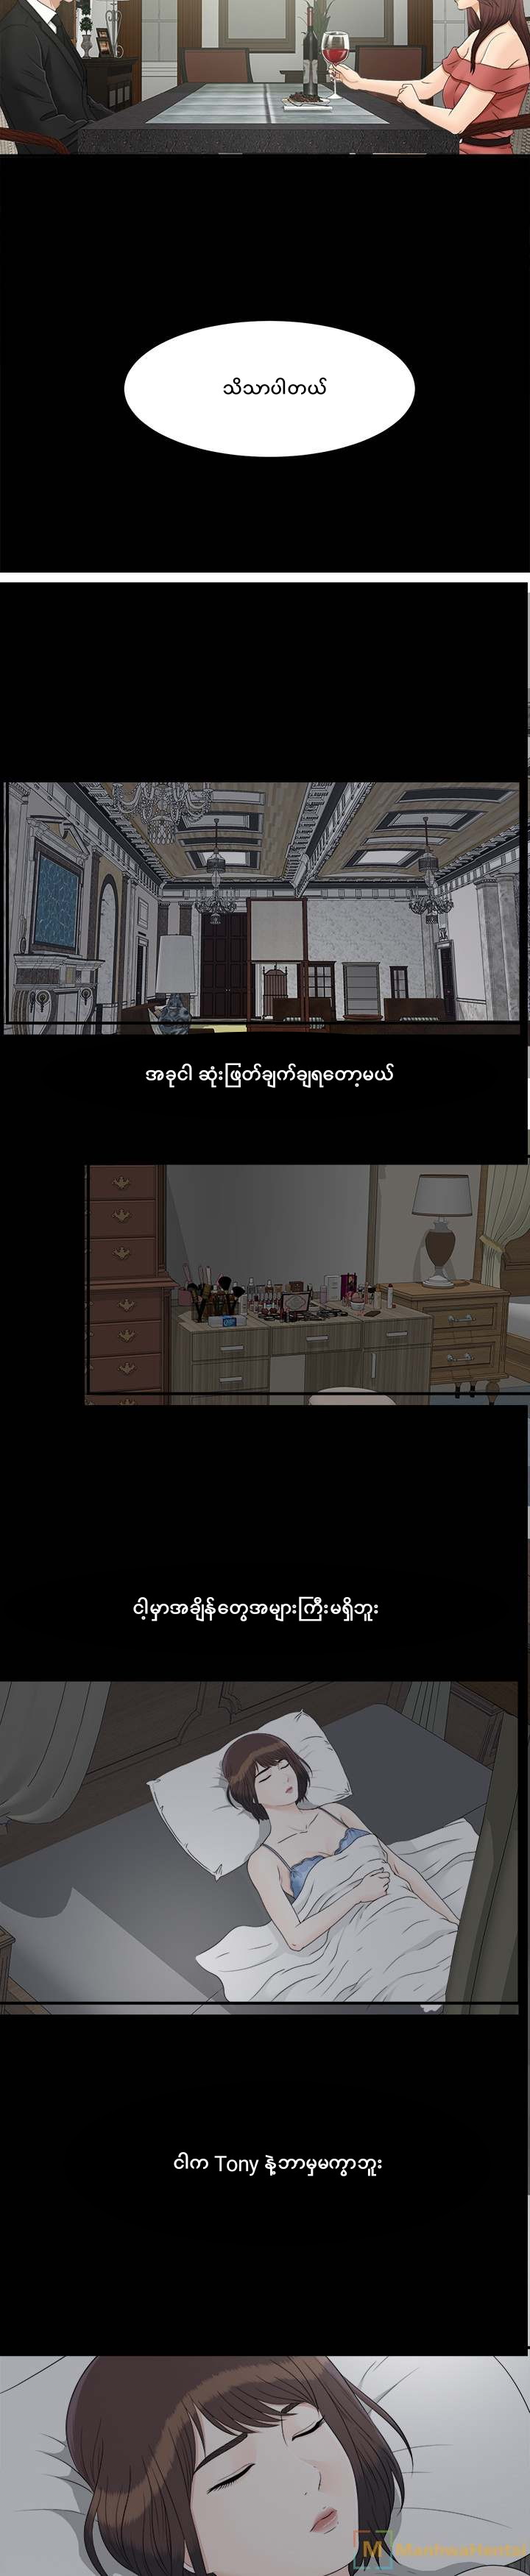 သိသာပါတယ်
အခုငါ ဆုံးဖြတ်ချက်ချရတော့မယ်
ငါ့မှာအချိန်တွေအများကြီးမရှိဘူး
ငါက Tony နဲ့ဘာမှမကွာဘူး
M ManhwaHentai